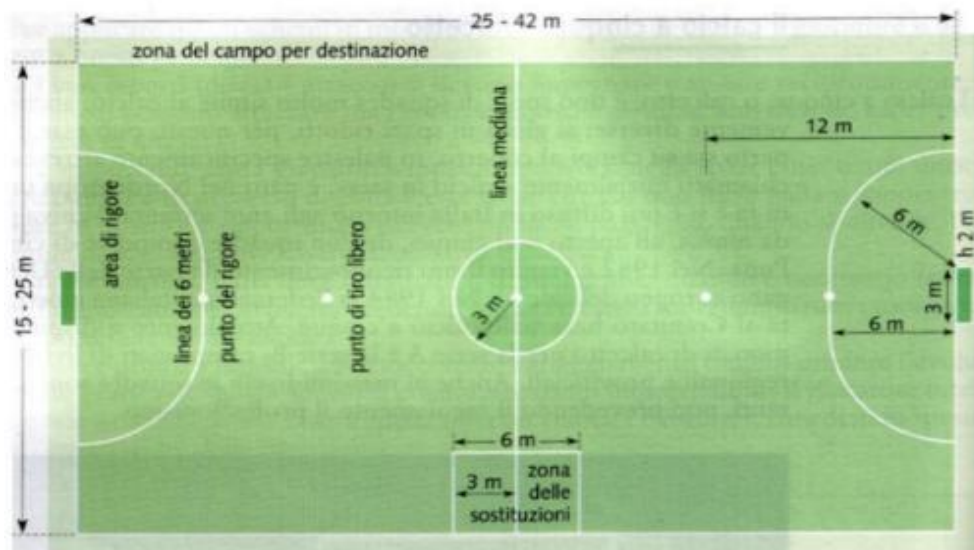 25 - 42 m
zona del campo per destinazione
15 - 25 m
area di rigore
linea dei 6 metri
punto del rigore
punto di tiro libero
linea mediana
3 m
12 m
6 m
h 2 m
3 m
6 m
6 m
3 m
zona
delle
sostituzioni